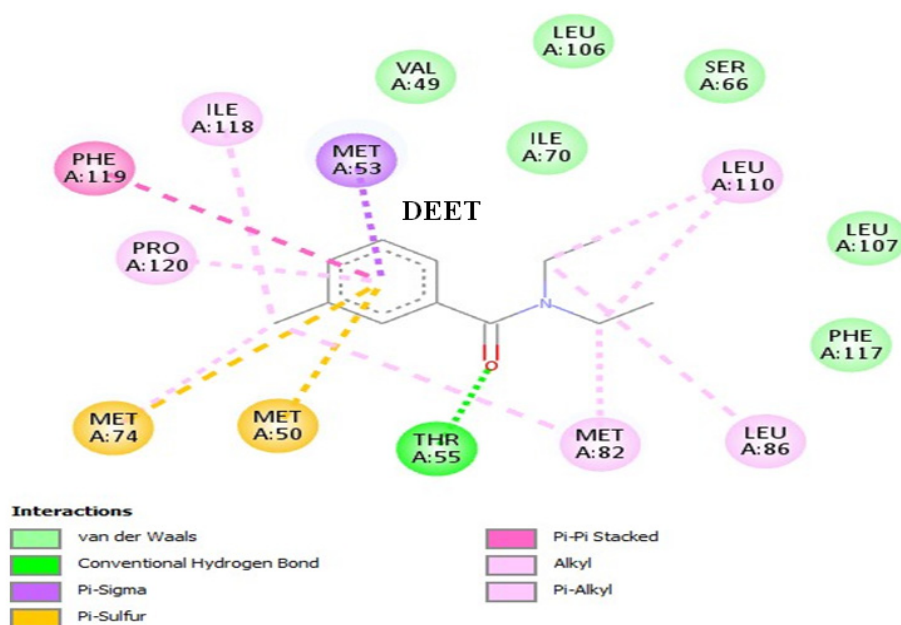 LEU
A:106
VAL
A:49
SER
A:66
ILE
A:118
ILE
A:70
MET
A:53
PHE
A:119
LEU
A:110
DEET
LEU
A:107
PRO
A:120
N
PHE
A:117
O
MET
A:74
MET
A:50
THR
A:55
MET
A:82
LEU
A:86
Interactions
van der Waals
Conventional Hydrogen Bond
Pi-Sigma
Pi-Sulfur
Pi-Pi Stacked
Alkyl
Pi-Alkyl